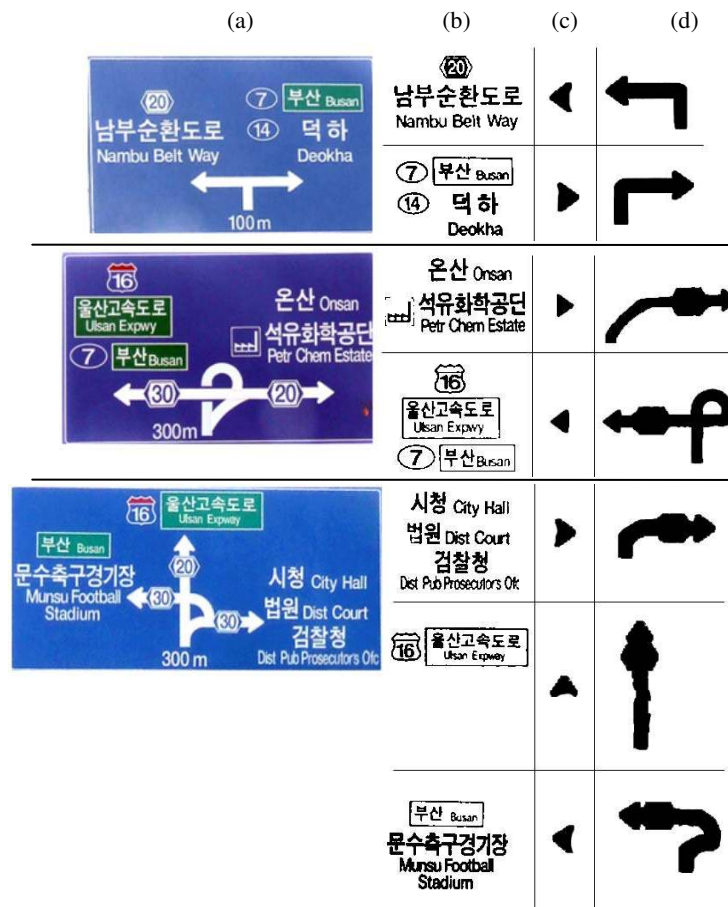 (a) (b) (c) (d)
20
남부순환도로
Nambu Belt Way
7 부산 Busan
14 덕하
Deokha
100m
20
남부순환도로
Nambu Belt Way
7 부산 Busan
14 덕하
Deokha
16
울산고속도로
Ulsan Expwy
7 부산 Busan
온산 Onsan
석유화학공단
Petr Chem Estate
30 20
300m
온산 Onsan
석유화학공단
Petr Chem Estate
16
울산고속도로
Ulsan Expwy
7 부산 Busan
16 울산고속도로
Ulsan Expway
부산 Busan
문수축구경기장
Munsu Football
Stadium
20
30
30
시청 City Hall
법원 Dist Court
검찰청
Dist Pub Prosecutor's Ofc
300m
시청 City Hall
법원 Dist Court
검찰청
Dist Pub Prosecutor's Ofc
16 울산고속도로
Ulsan Expway
부산 Busan
문수축구경기장
Munsu Football
Stadium